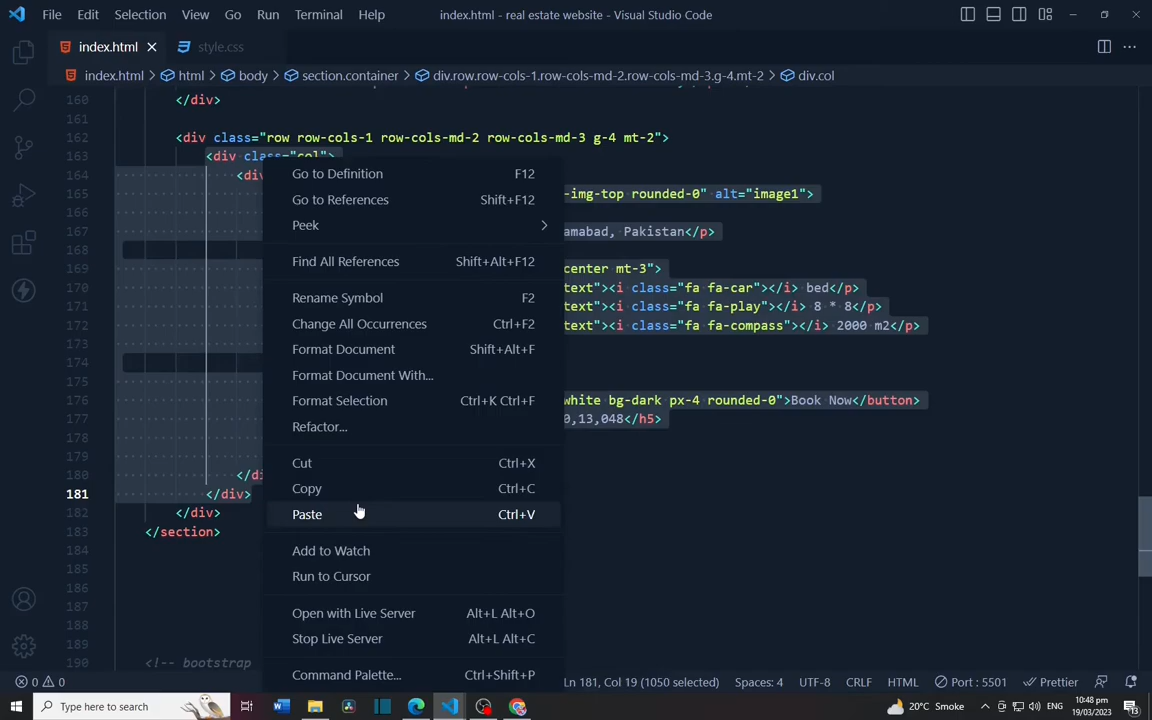 File Edit Selection View Go Run Terminal Help index.html - real estate website - Visual Studio Code
index.html style.css
index.html > html > body > section.container > div.row.row-cols-1.row-cols-md-2.row-cols-md-3.g-4.mt-2 > div.col
160 </div>
161
162 <div class="row row-cols-1 row-cols-md-2 row-cols-md-3 g-4 mt-2">
163 <div class="col">
164 <div
165 -img-top rounded-0" alt="image1">
166
167 amabad, Pakistan</p>
168
169 center mt-3">
170 text"><i class="fa fa-car"></i> bed</p>
171 text"><i class="fa fa-play"></i> 8 * 8</p>
172 text"><i class="fa fa-compass"></i> 2000 m2</p>
173
174
175
176 white bg-dark px-4 rounded-0">Book Now</button>
177 0,13,048</h5>
178
179
180 </di
181 </div>
182 </div>
183 </section>
184
185
186
187
188
189
190 <!-- bootstrap
Go to Definition F12
Go to References Shift+F12
Peek >
Find All References Shift+Alt+F12
Rename Symbol F2
Change All Occurrences Ctrl+F2
Format Document Shift+Alt+F
Format Document With...
Format Selection Ctrl+K Ctrl+F
Refactor...
Cut Ctrl+X
Copy Ctrl+C
Paste Ctrl+V
Add to Watch
Run to Cursor
Open with Live Server Alt+L Alt+O
Stop Live Server Alt+L Alt+C
Command Palette... Ctrl+Shift+P
0 0 Ln 181, Col 19 (1050 selected) Spaces: 4 UTF-8 CRLF HTML Port : 5501 Prettier
Type here to search 20°C Smoke ENG 10:48 pm 19/03/2023 13